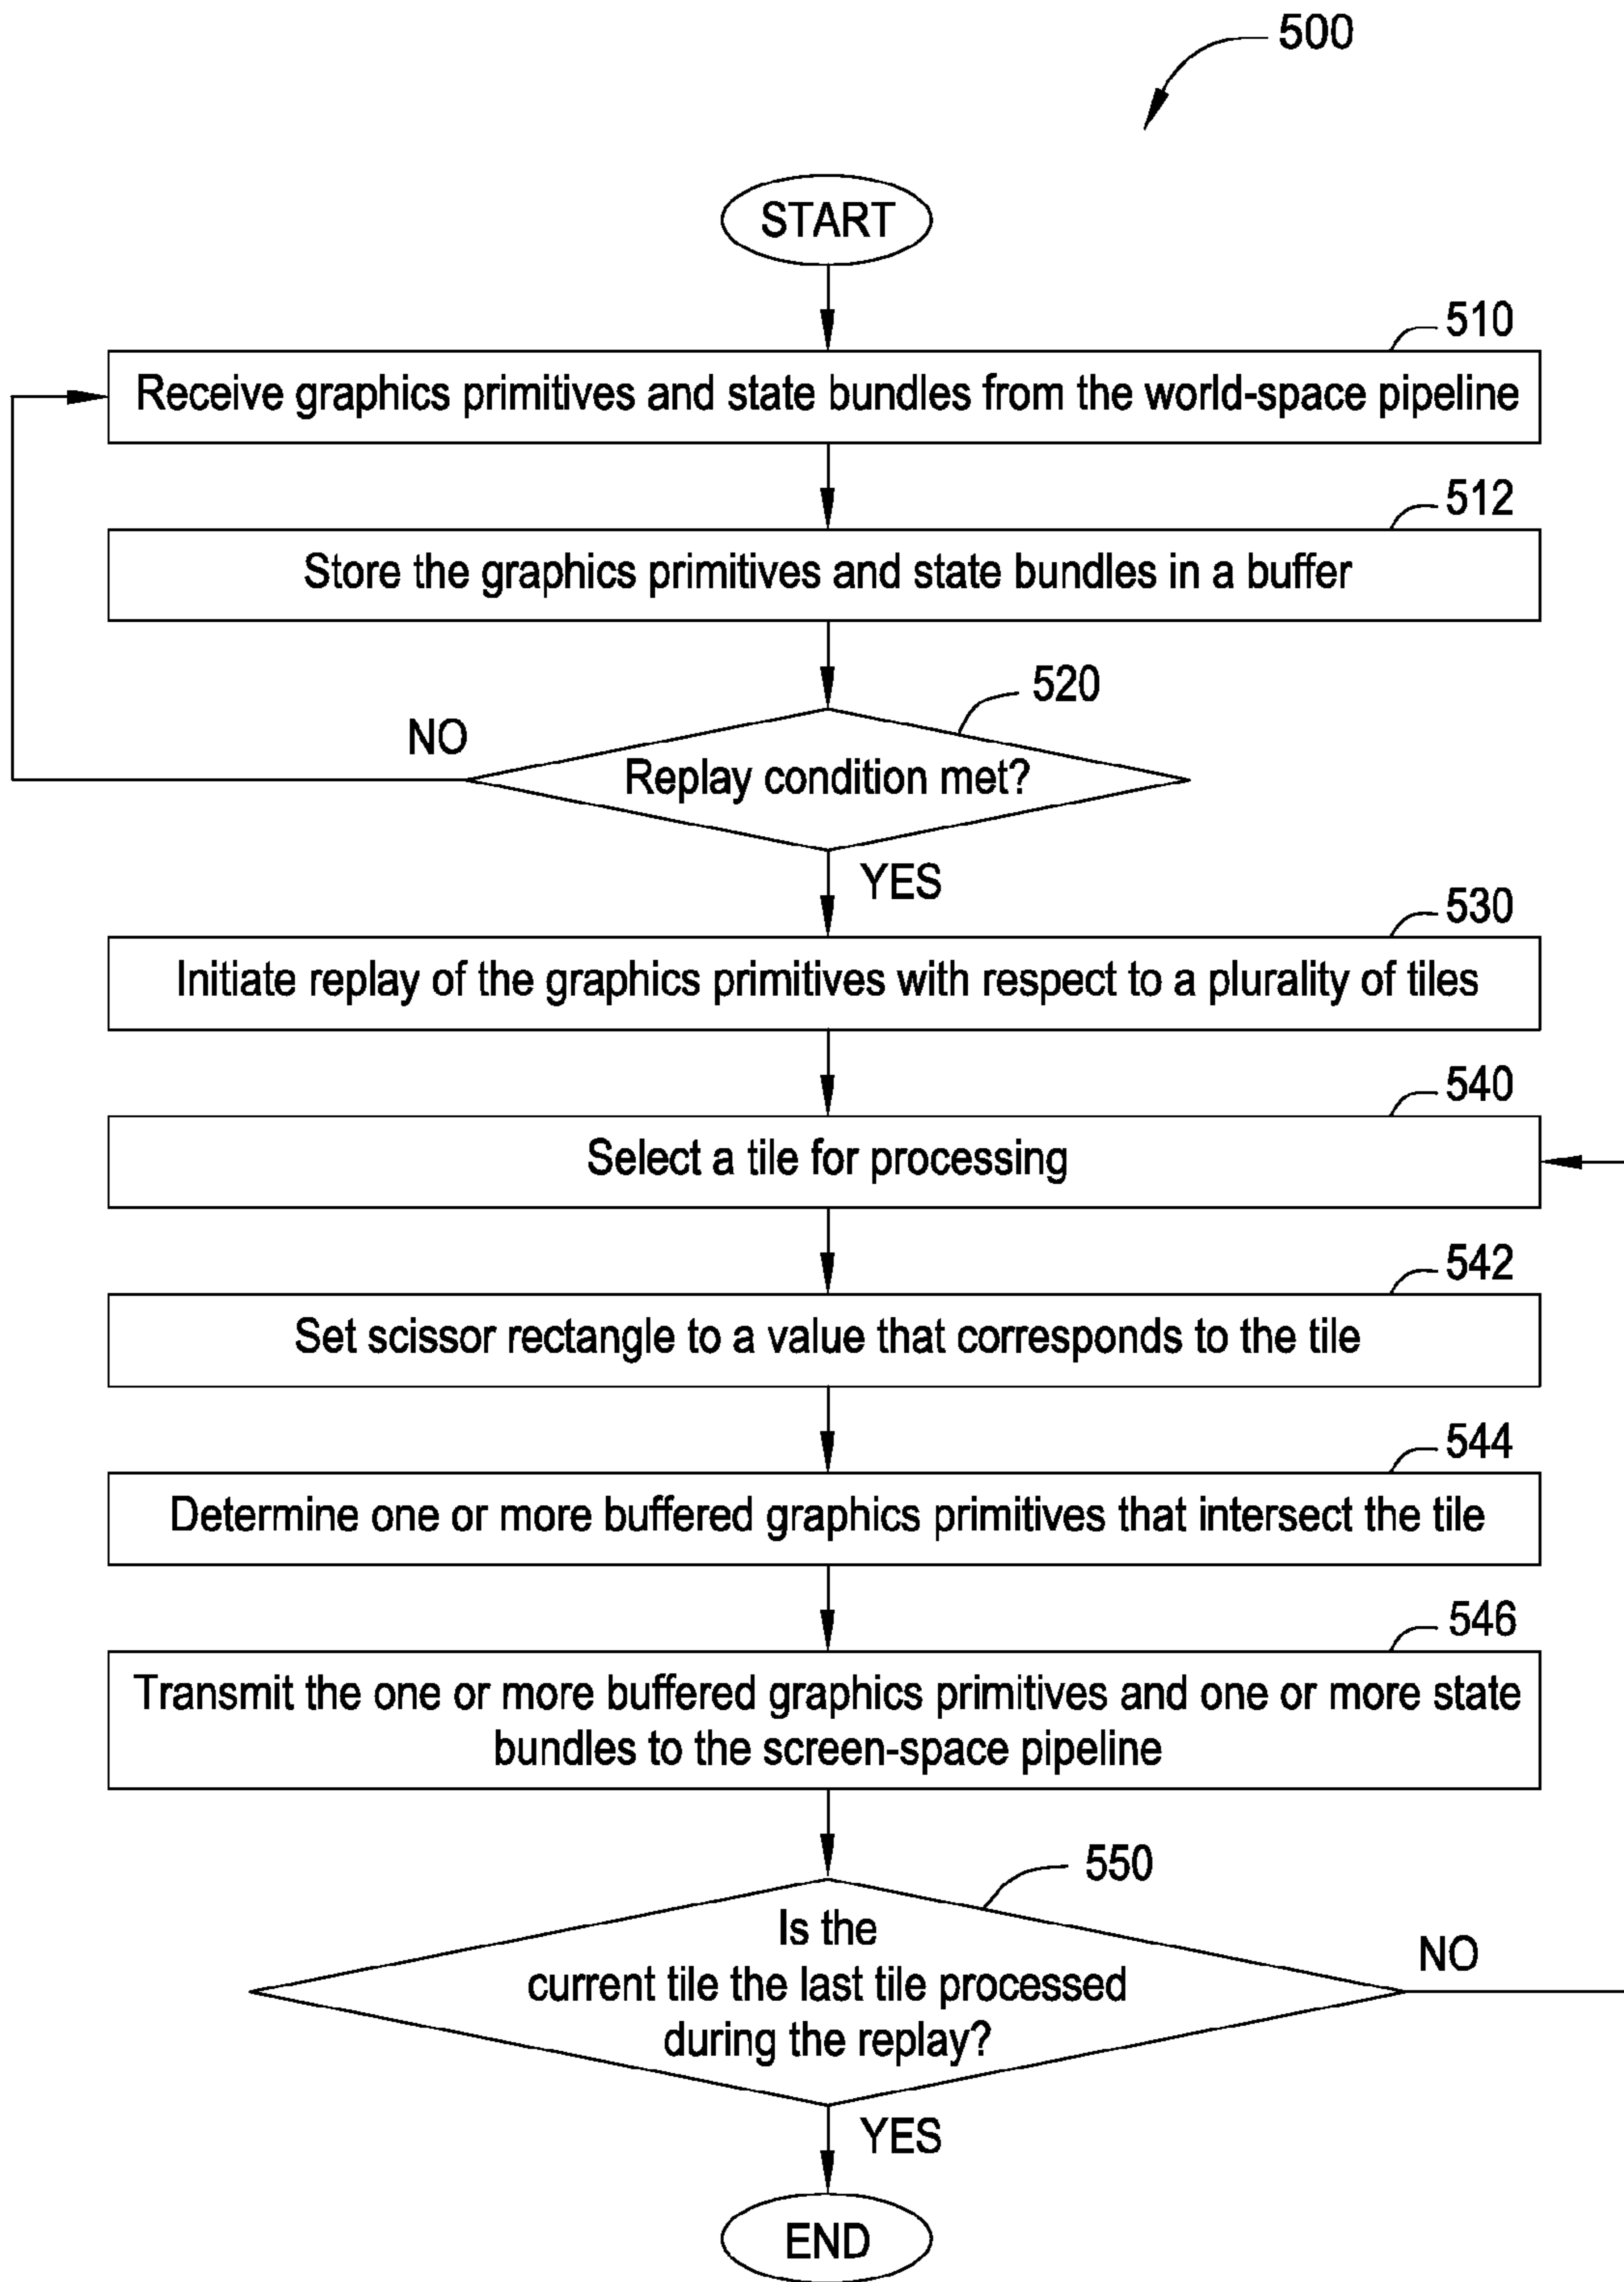 500
START
510
Receive graphics primitives and state bundles from the world-space pipeline
512
Store the graphics primitives and state bundles in a buffer
520
NO
Replay condition met?
YES
530
Initiate replay of the graphics primitives with respect to a plurality of tiles
540
Select a tile for processing
542
Set scissor rectangle to a value that corresponds to the tile
544
Determine one or more buffered graphics primitives that intersect the tile
546
Transmit the one or more buffered graphics primitives and one or more state
bundles to the screen-space pipeline
550
Is the
current tile the last tile processed
during the replay?
NO
YES
END